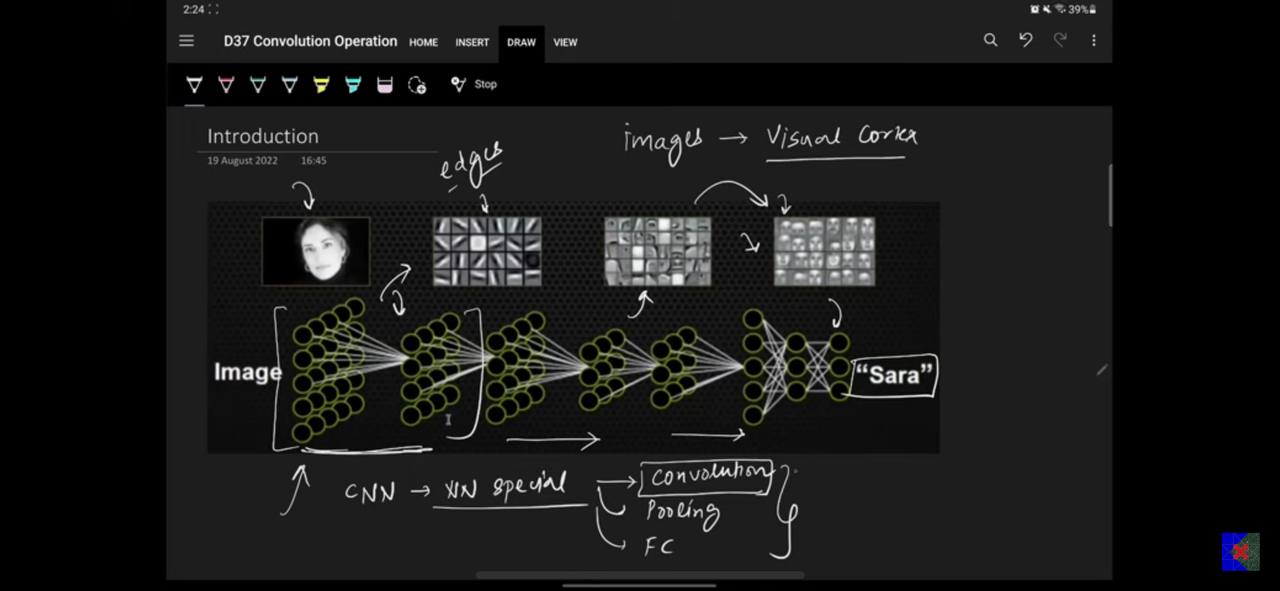 2:24 39%
D37 Convolution Operation HOME INSERT DRAW VIEW
Stop
Introduction
19 August 2022 16:45
images → Visual Cortex
edges
Image
"Sara"
CNN → NN special → Convolution
Pooling
FC